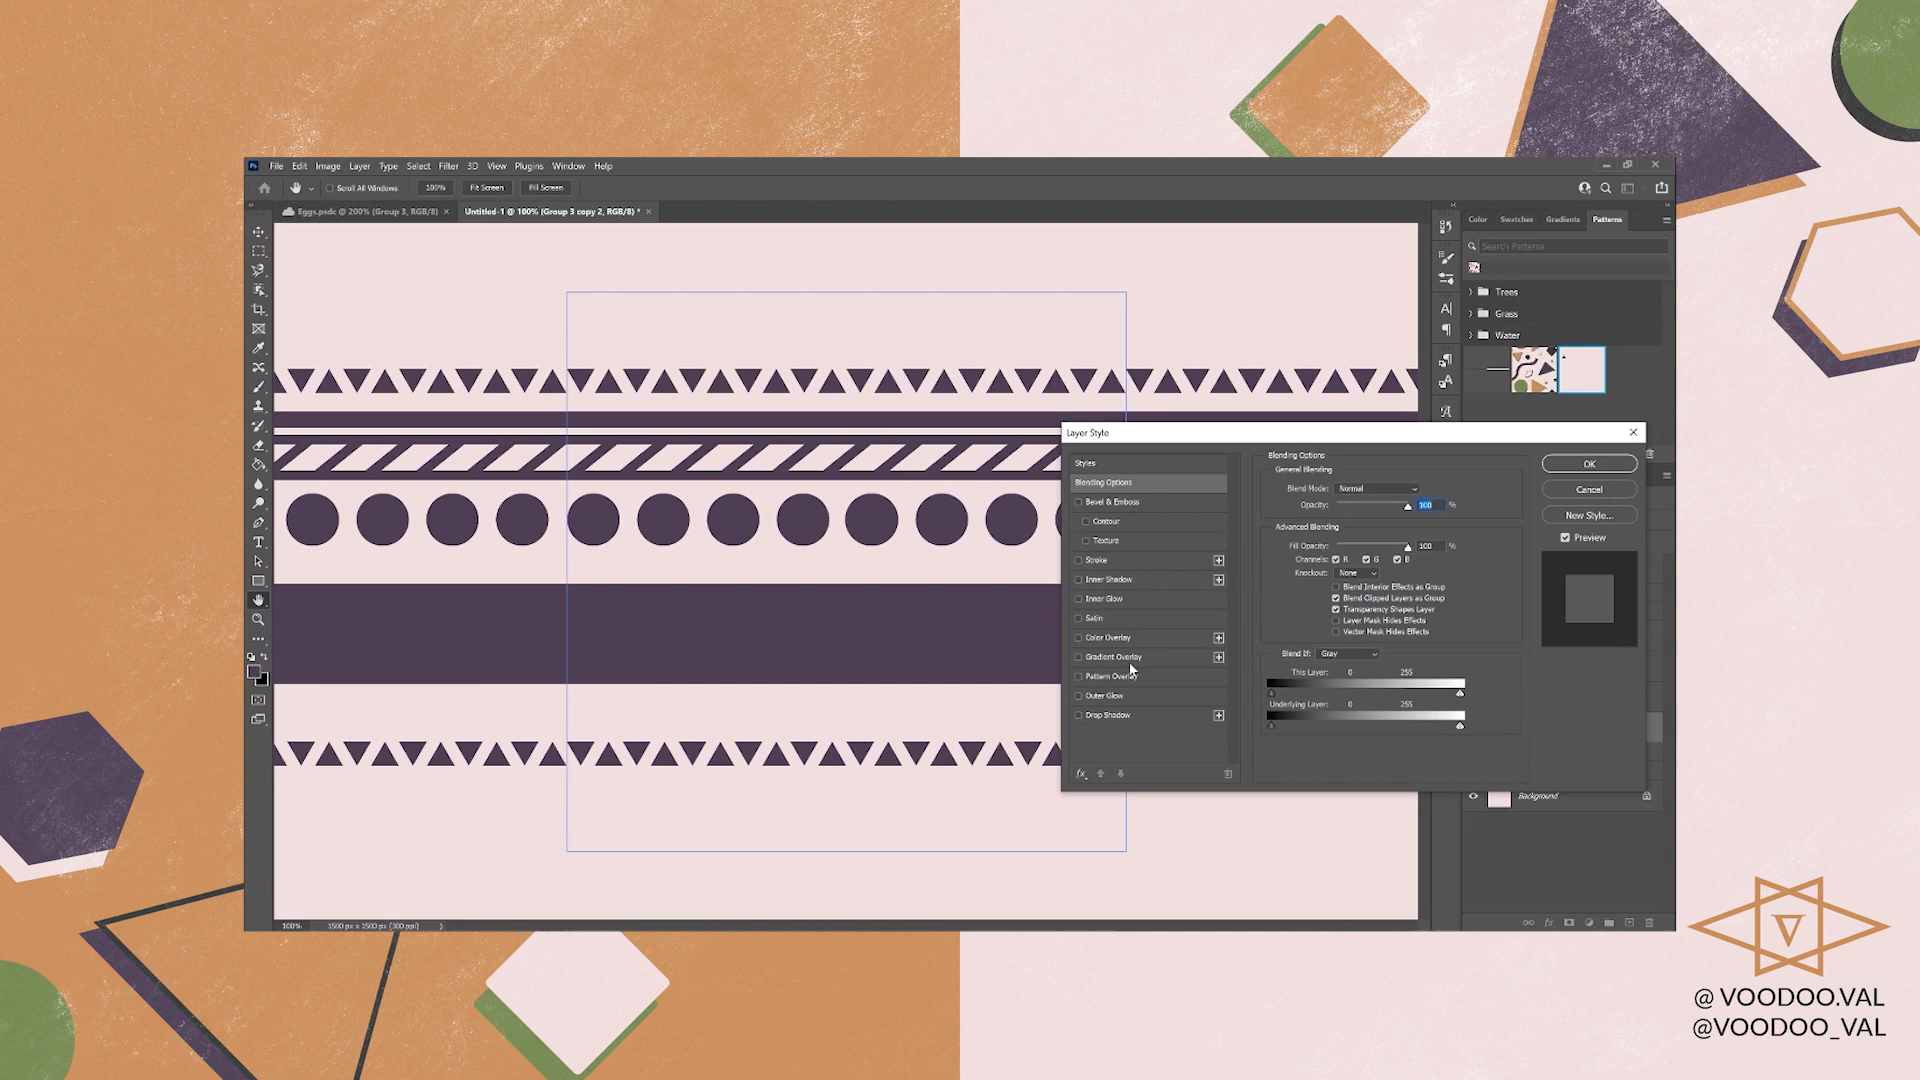 File Edit Image Layer Type Select Filter 3D View Plugins Window Help
Scroll All Windows 100% Fit Screen Fill Screen
Eggs.psdc @ 200% (Group 3, RGB/8) × Untitled-1 @ 100% (Group 3 copy 2, RGB/8) * ×
Color Swatches Gradients Patterns
Search Patterns
Trees
Grass
Water
Layer Style
Styles
Blending Options
Bevel & Emboss
Contour
Texture
Stroke
Inner Shadow
Inner Glow
Satin
Color Overlay
Gradient Overlay
Pattern Overlay
Outer Glow
Drop Shadow
fx
Blending Options
General Blending
Blend Mode: Normal
Opacity: 100 %
Advanced Blending
Fill Opacity: 100 %
Channels: R G B
Knockout: None
Blend Interior Effects as Group
Blend Clipped Layers as Group
Transparency Shapes Layer
Layer Mask Hides Effects
Vector Mask Hides Effects
Blend If: Gray
This Layer: 0 255
Underlying Layer: 0 255
OK
Cancel
New Style...
Preview
Background
100% 1500 px x 1500 px (300 ppi)
fx
V
@ VOODOO.VAL
@VOODOO_VAL